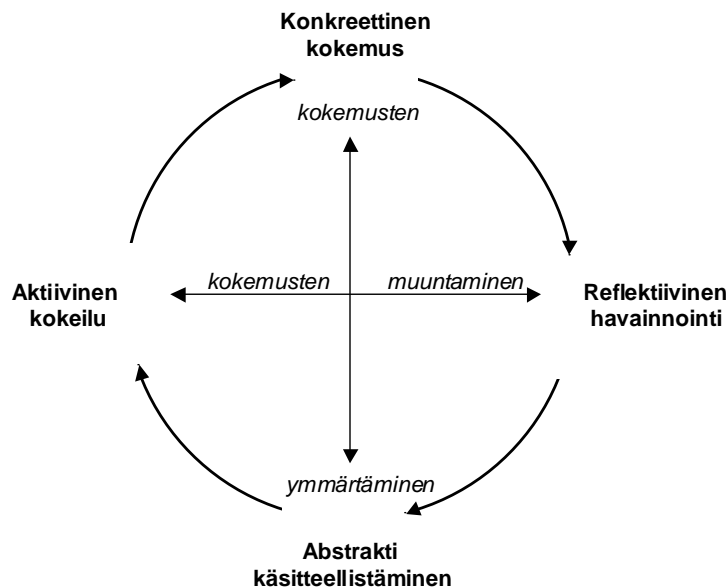 Konkreettinen
kokemus
kokemusten
Aktiivinen
kokeilu
kokemusten
muuntaminen
Reflektiivinen
havainnointi
ymmärtäminen
Abstrakti
käsitteellistäminen